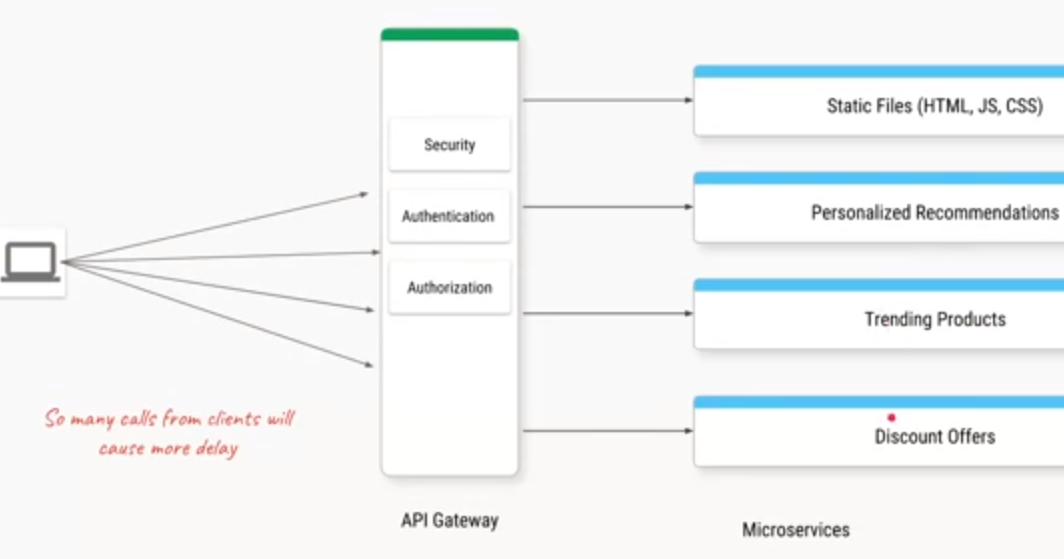 Static Files (HTML, JS, CSS)
Security
Personalized Recommendations
Authentication
Authorization
Trending Products
So many calls from clients will
cause more delay
Discount Offers
API Gateway
Microservices